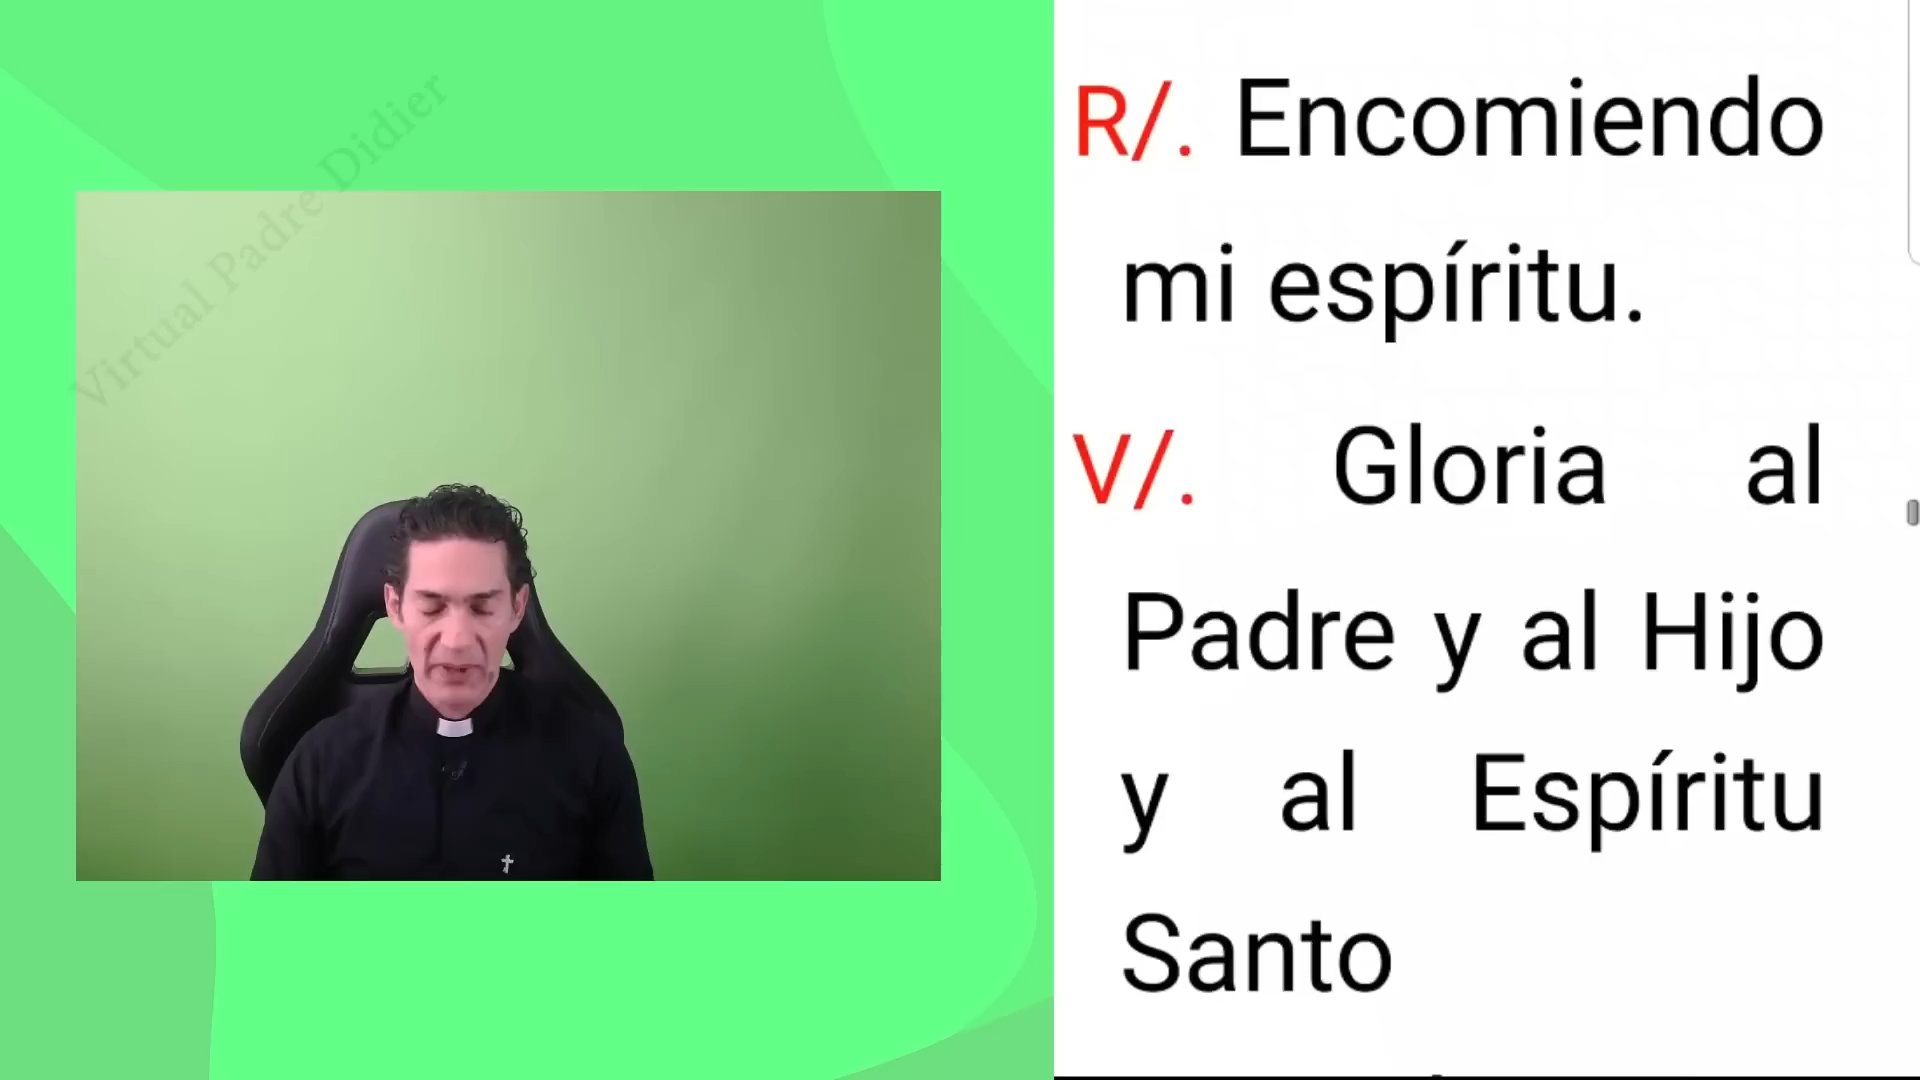 Virtual Padre Didier
R/. Encomiendo
mi espíritu.
V/. Gloria al
Padre y al Hijo
y al Espíritu
Santo